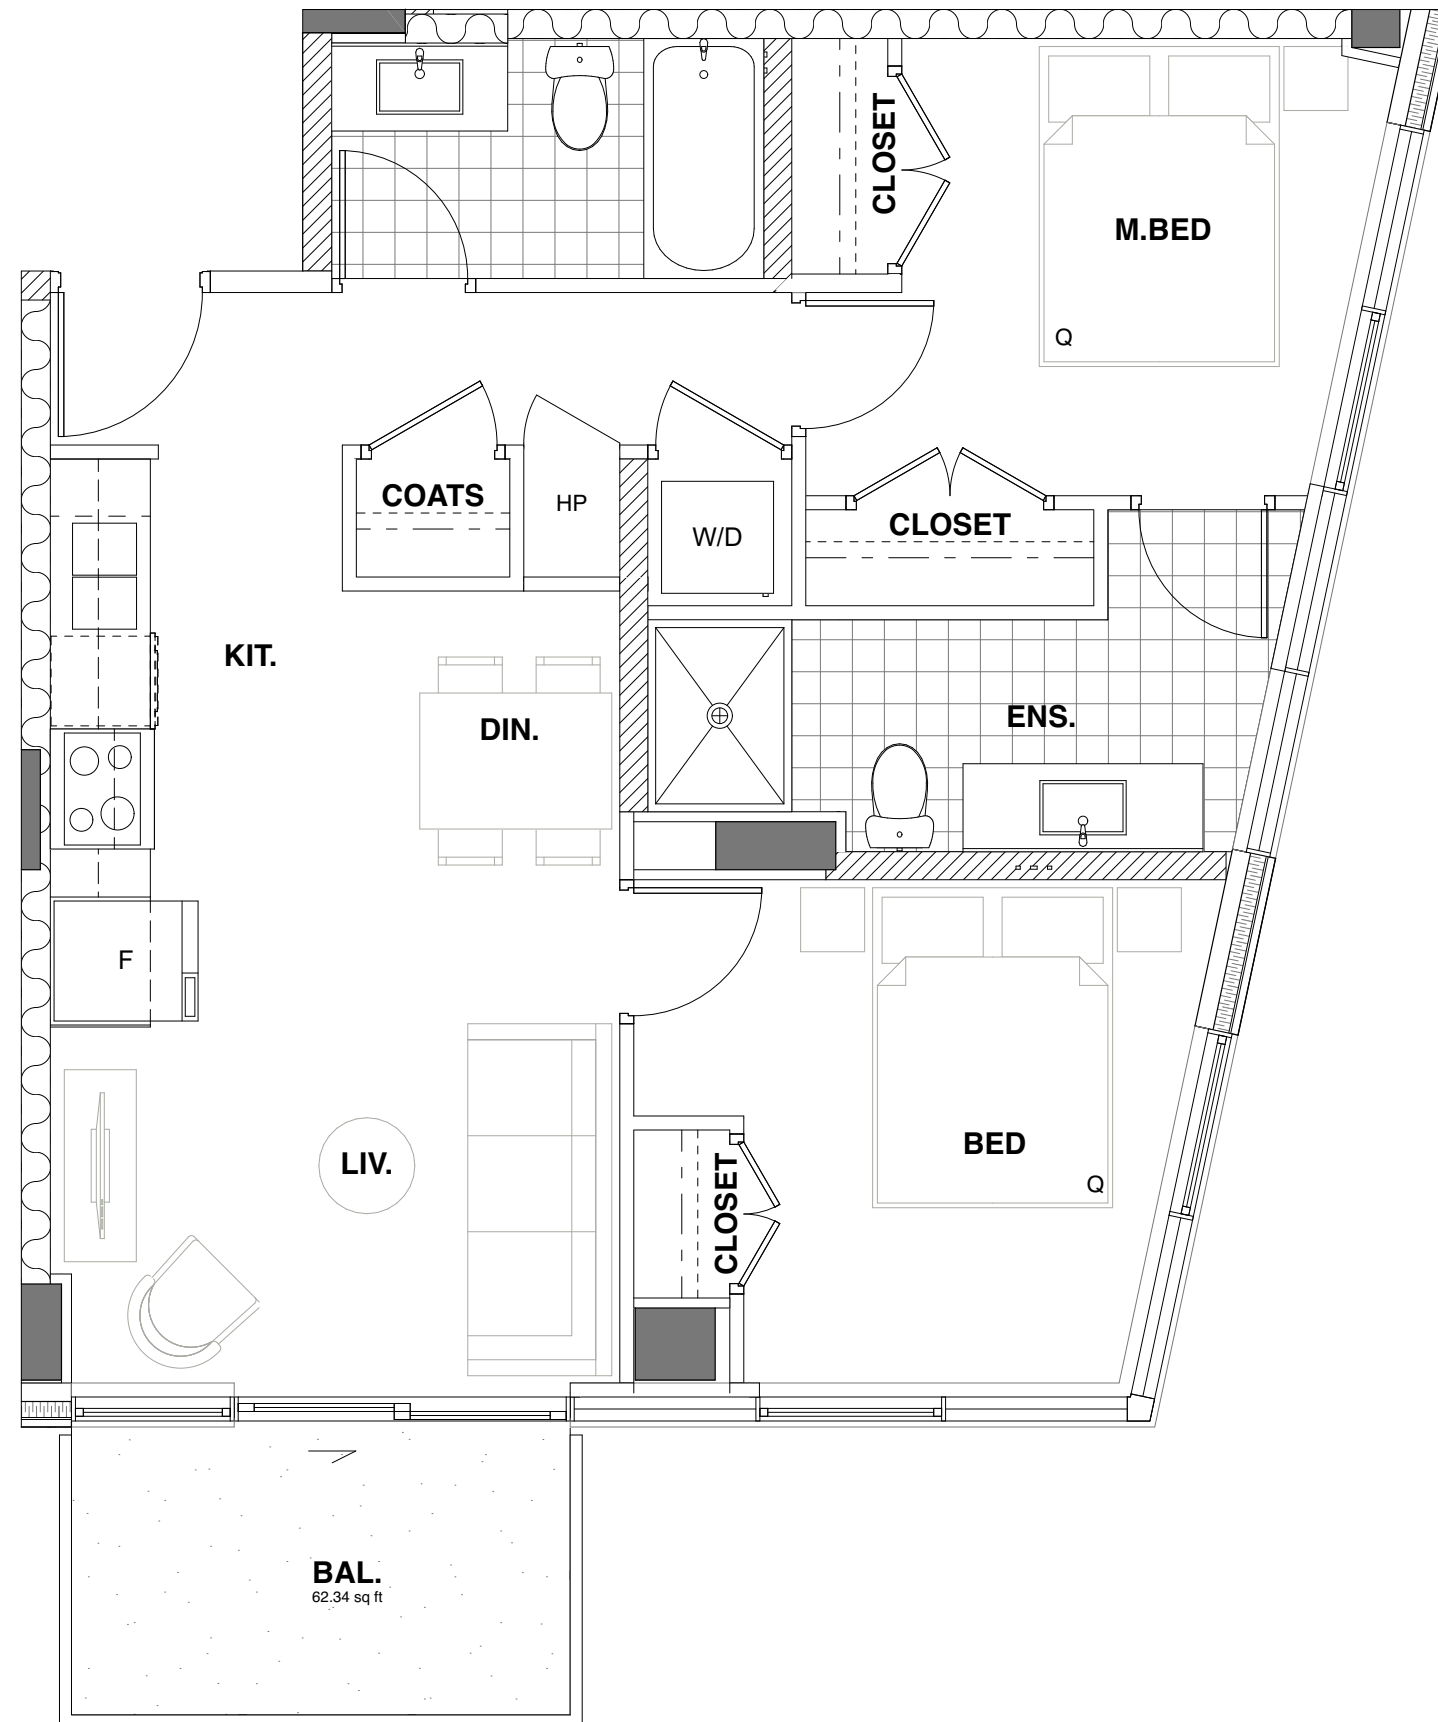 CLOSET
M.BED
Q
COATS
HP
W/D
CLOSET
KIT.
DIN.
ENS.
F
BED
Q
LIV.
CLOSET
BAL.
62.34 sq ft